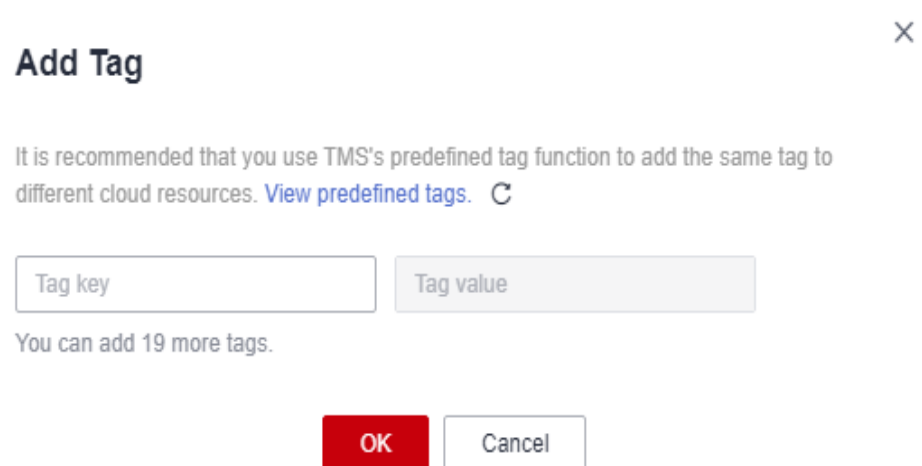 Add Tag
It is recommended that you use TMS's predefined tag function to add the same tag to
different cloud resources. View predefined tags.
Tag key Tag value
You can add 19 more tags.
OK Cancel